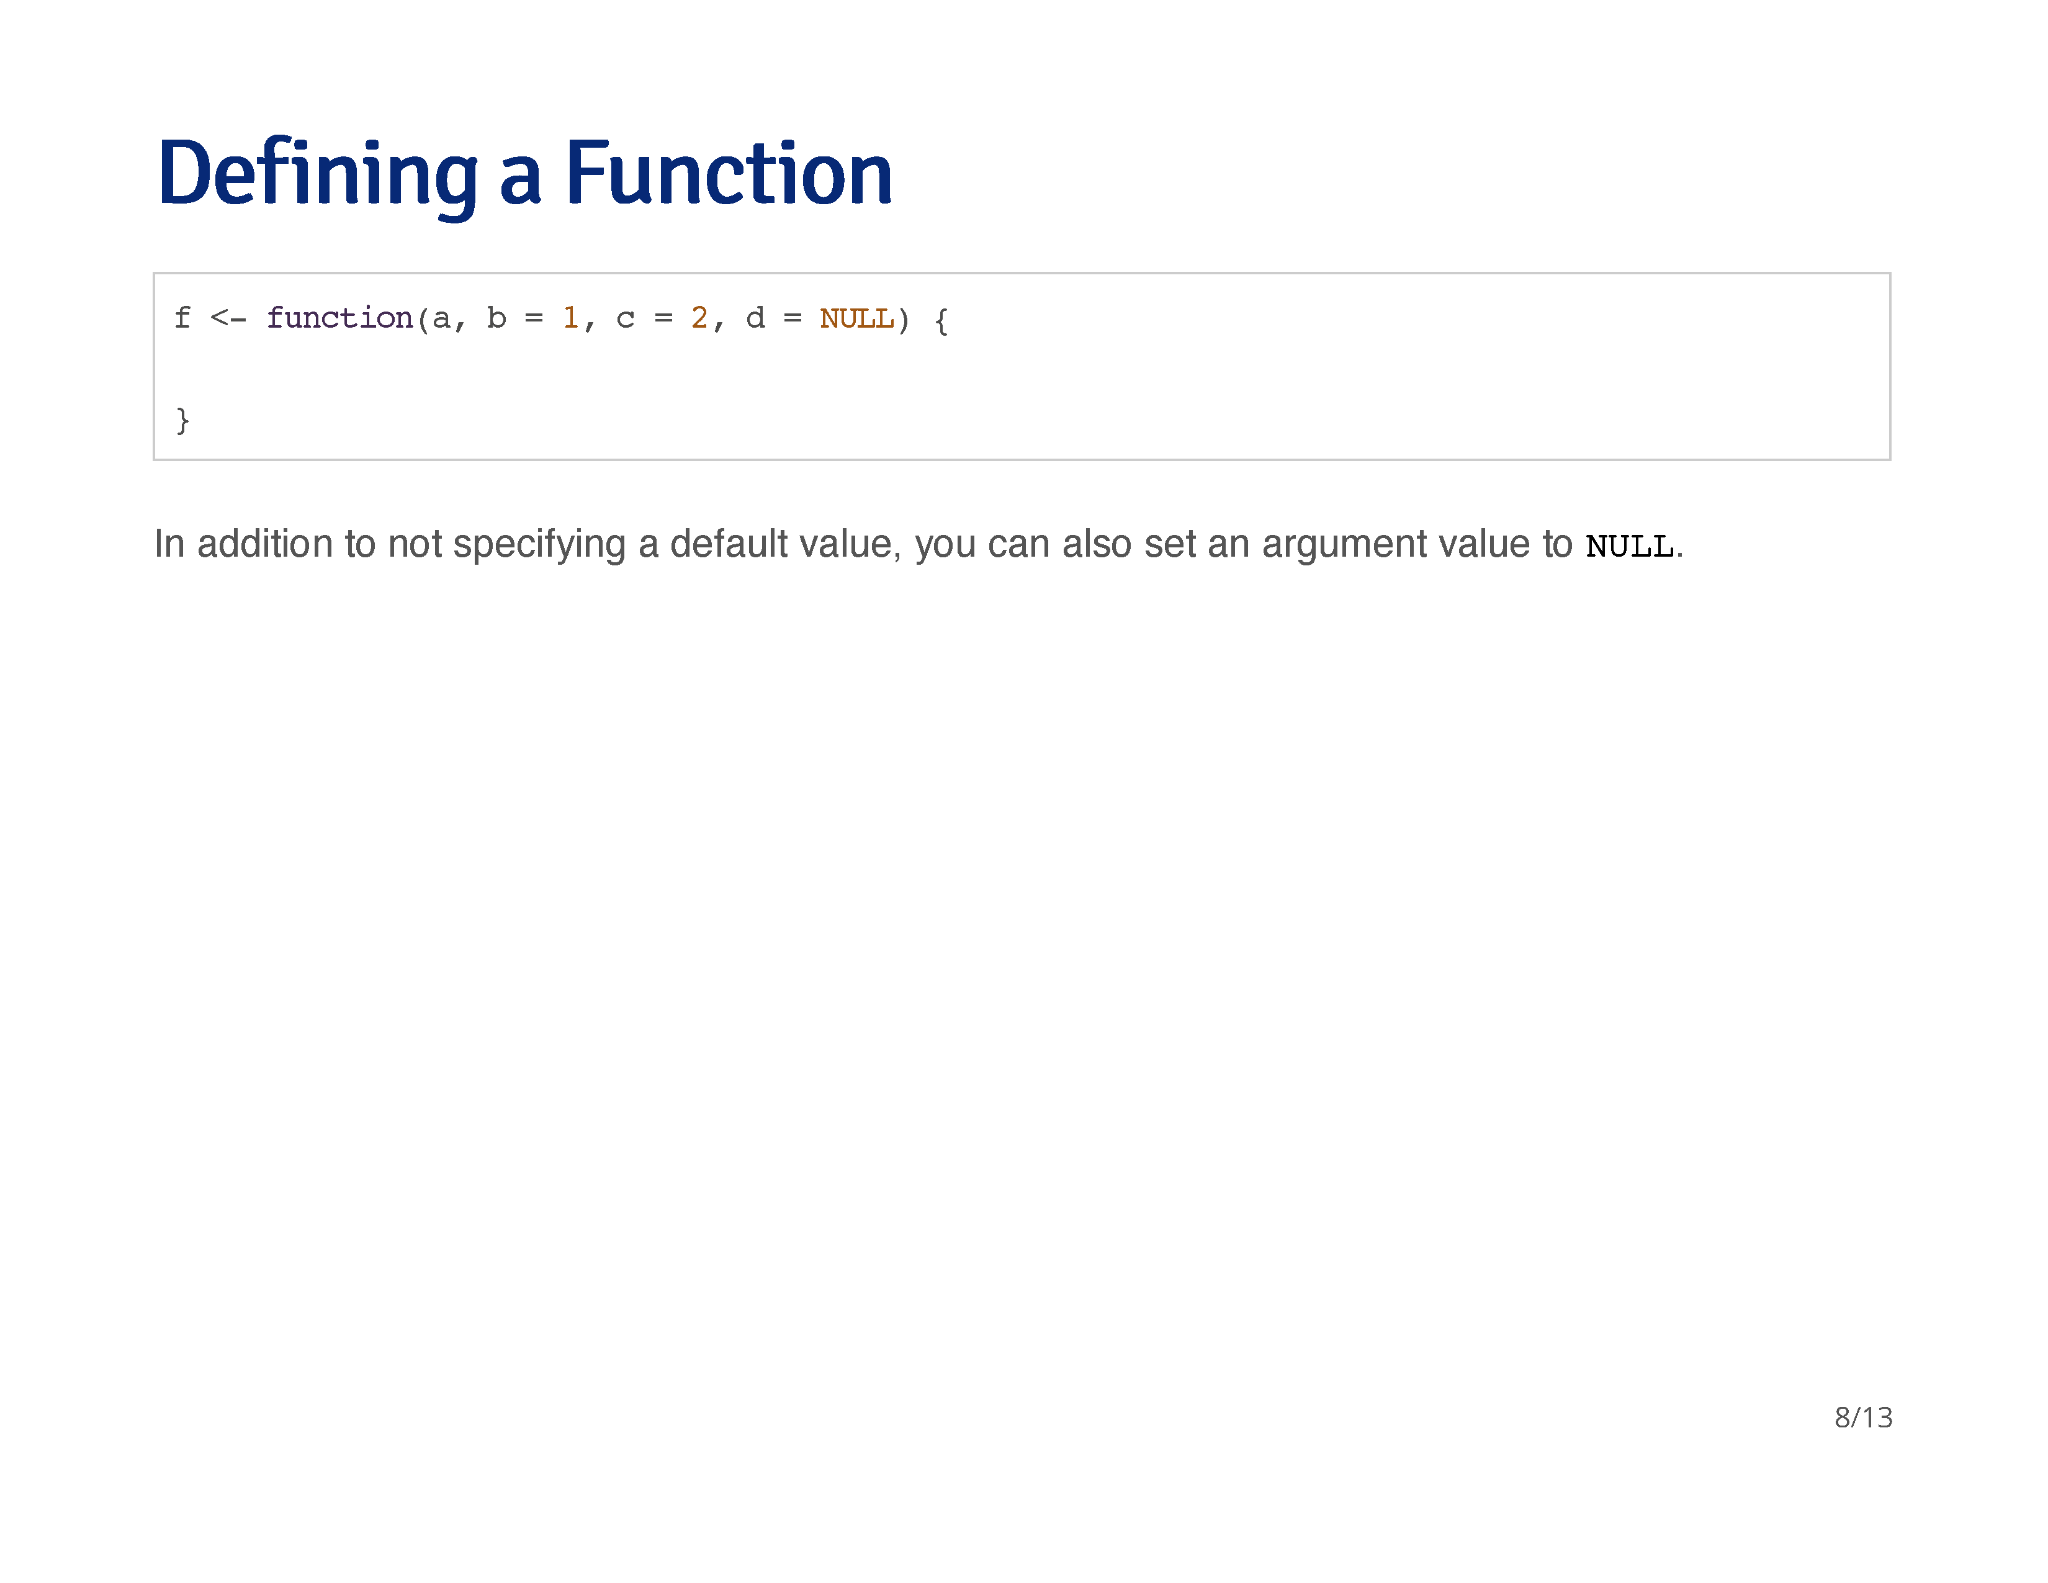 Defining a Function
f <- function(a, b = 1, c = 2, d = NULL) {
}
In addition to not specifying a default value, you can also set an argument value to NULL.
8/13